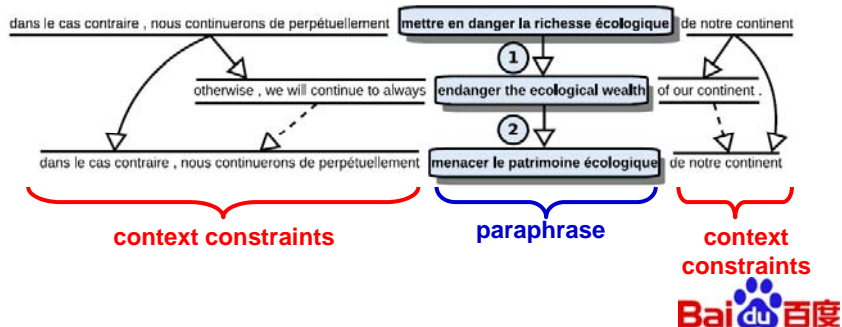 dans le cas contraire , nous continuerons de perpétuellement mettre en danger la richesse écologique de notre continent
1
otherwise , we will continue to always endanger the ecological wealth of our continent .
2
dans le cas contraire , nous continuerons de perpétuellement menacer le patrimoine écologique de notre continent
context constraints
paraphrase
context
constraints
Bai du 百度